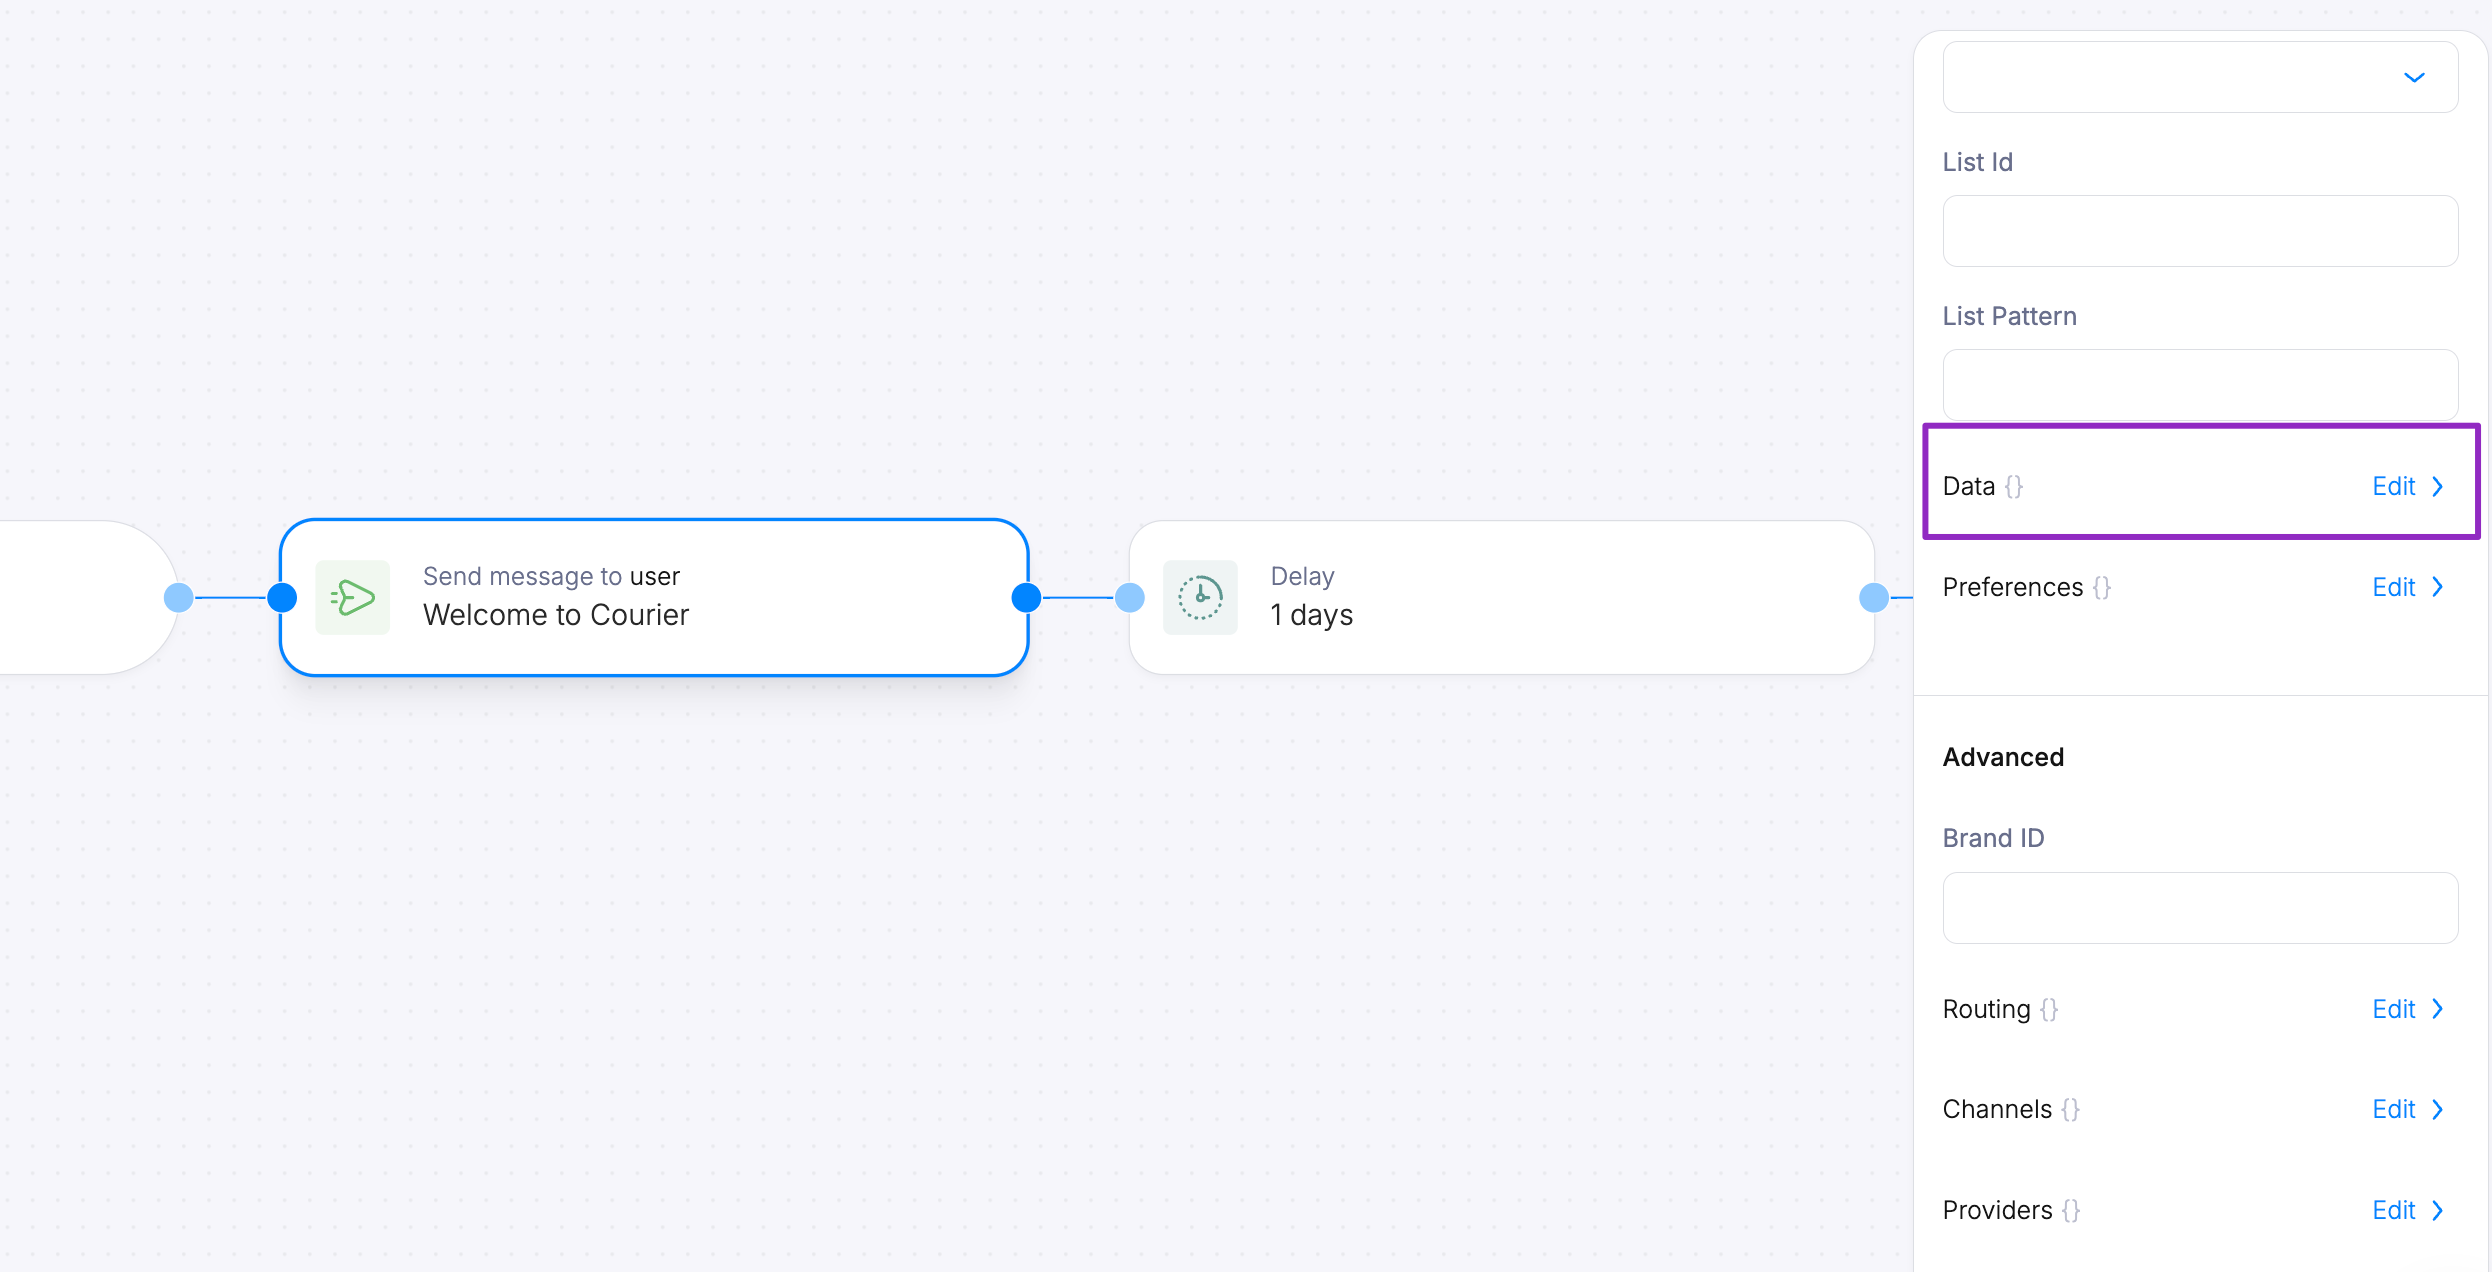 Send message to user
Welcome to Courier
Delay
1 days
List Id
List Pattern
Data {}
Edit
Preferences {}
Edit
Advanced
Brand ID
Routing {}
Edit
Channels {}
Edit
Providers {}
Edit